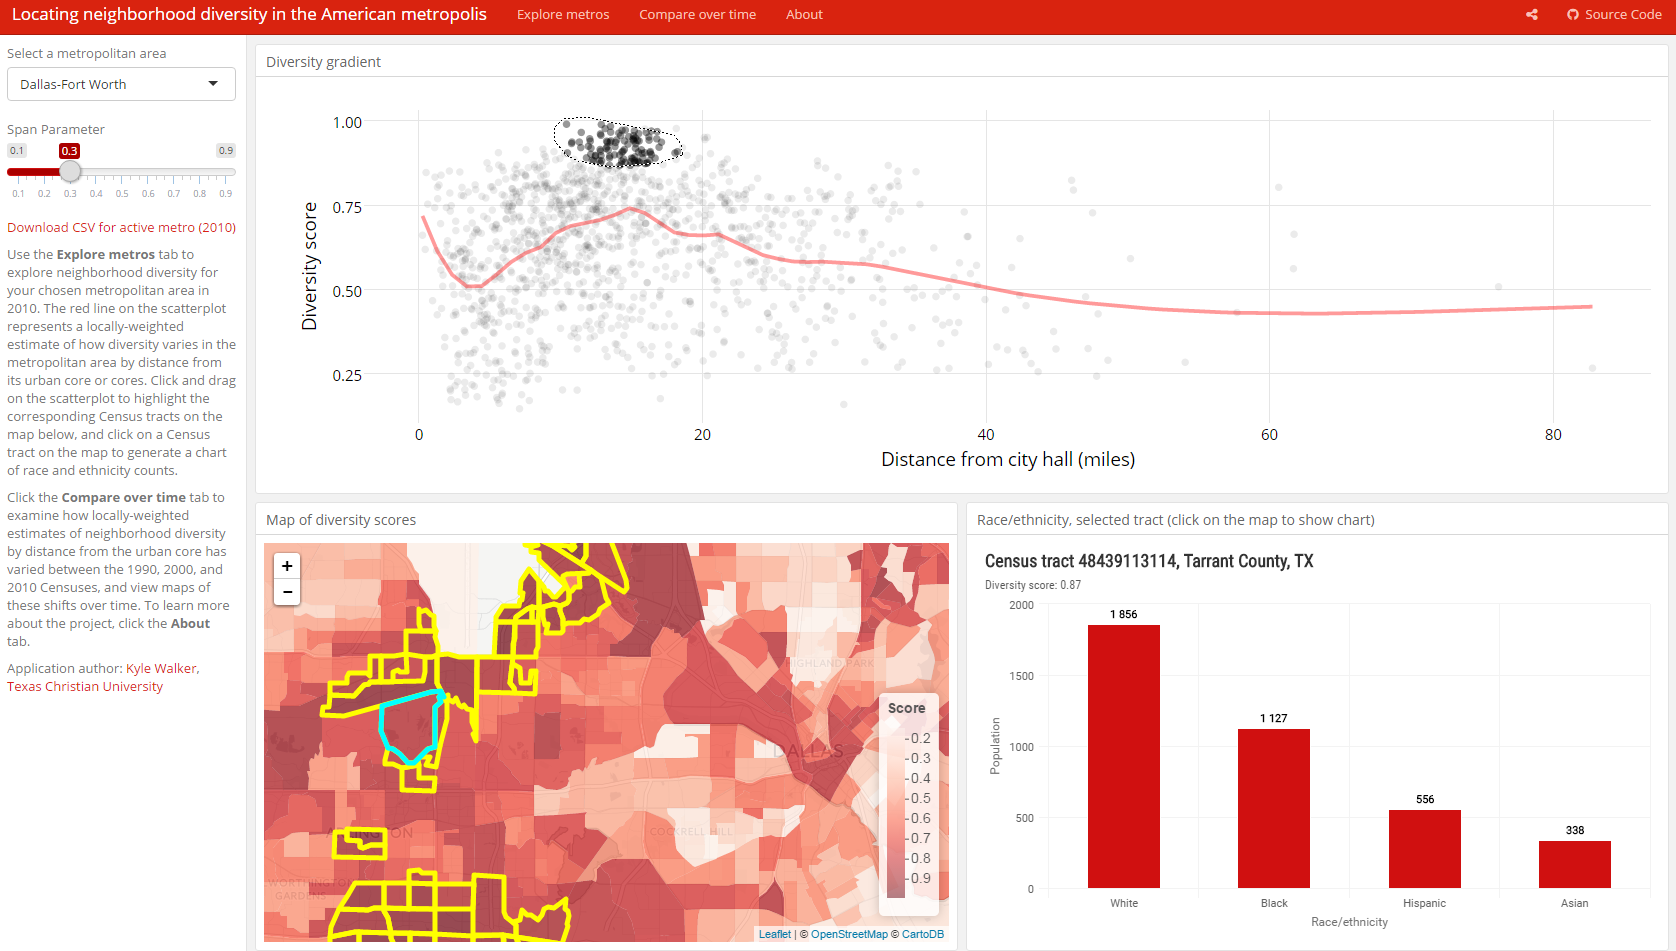 Locating neighborhood diversity in the American metropolis
Explore metros
Compare over time
About
Source Code
Select a metropolitan area
Dallas-Fort Worth
Span Parameter
0.1
0.3
0.9
0.1 0.2 0.3 0.4 0.5 0.6 0.7 0.8 0.9
Download CSV for active metro (2010)
Use the Explore metros tab to
explore neighborhood diversity for
your chosen metropolitan area in
2010. The red line on the scatterplot
represents a locally-weighted
estimate of how diversity varies in the
metropolitan area by distance from
its urban core or cores. Click and drag
on the scatterplot to highlight the
corresponding Census tracts on the
map below, and click on a Census
tract on the map to generate a chart
of race and ethnicity counts.
Click the Compare over time tab to
examine how locally-weighted
estimates of neighborhood diversity
by distance from the urban core has
varied between the 1990, 2000, and
2010 Censuses, and view maps of
these shifts over time. To learn more
about the project, click the About
tab.
Application author: Kyle Walker,
Texas Christian University
Diversity gradient
1.00
0.75
0.50
0.25
Diversity score
0 20 40 60 80
Distance from city hall (miles)
Map of diversity scores
+
−
HIGHLAND PARK
DALLAS
COCKRELL HILL
ARLINGTON
WORTHINGTON
GARDENS
Score
0.2
0.3
0.4
0.5
0.6
0.7
0.8
0.9
Leaflet | © OpenStreetMap © CartoDB
Race/ethnicity, selected tract (click on the map to show chart)
Census tract 48439113114, Tarrant County, TX
Diversity score: 0.87
2000
1500
1000
500
0
Population
1 856
1 127
556
338
White Black Hispanic Asian
Race/ethnicity